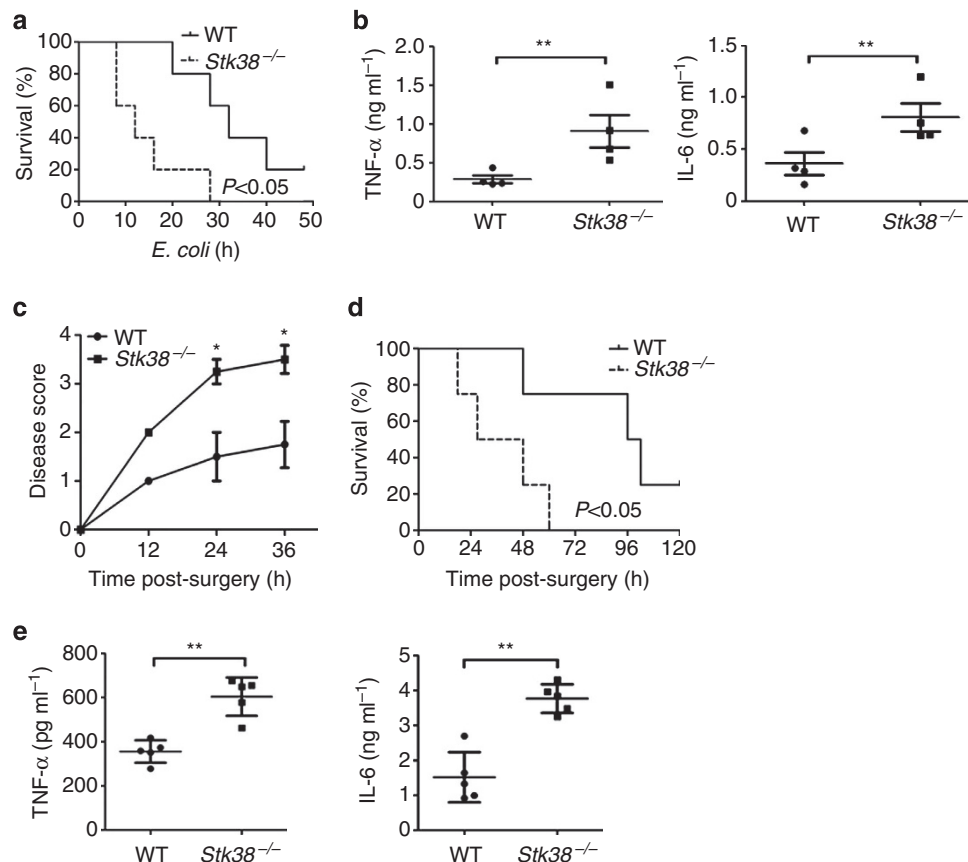 a
WT
Stk38−/−
Survival (%)
100
80
60
40
20
0
P<0.05
0 10 20 30 40 50
E. coli (h)
b
**
TNF-α (ng ml−1)
2.0
1.5
1.0
0.5
0
WT Stk38−/−
**
IL-6 (ng ml−1)
1.5
1.0
0.5
0
WT Stk38−/−
c
WT
Stk38−/−
* *
Disease score
4
3
2
1
0
0 12 24 36
Time post-surgery (h)
d
WT
Stk38−/−
Survival (%)
100
80
60
40
20
0
P<0.05
0 24 48 72 96 120
Time post-surgery (h)
e
**
TNF-α (pg ml−1)
800
600
400
200
0
WT Stk38−/−
**
IL-6 (ng ml−1)
5
4
3
2
1
0
WT Stk38−/−